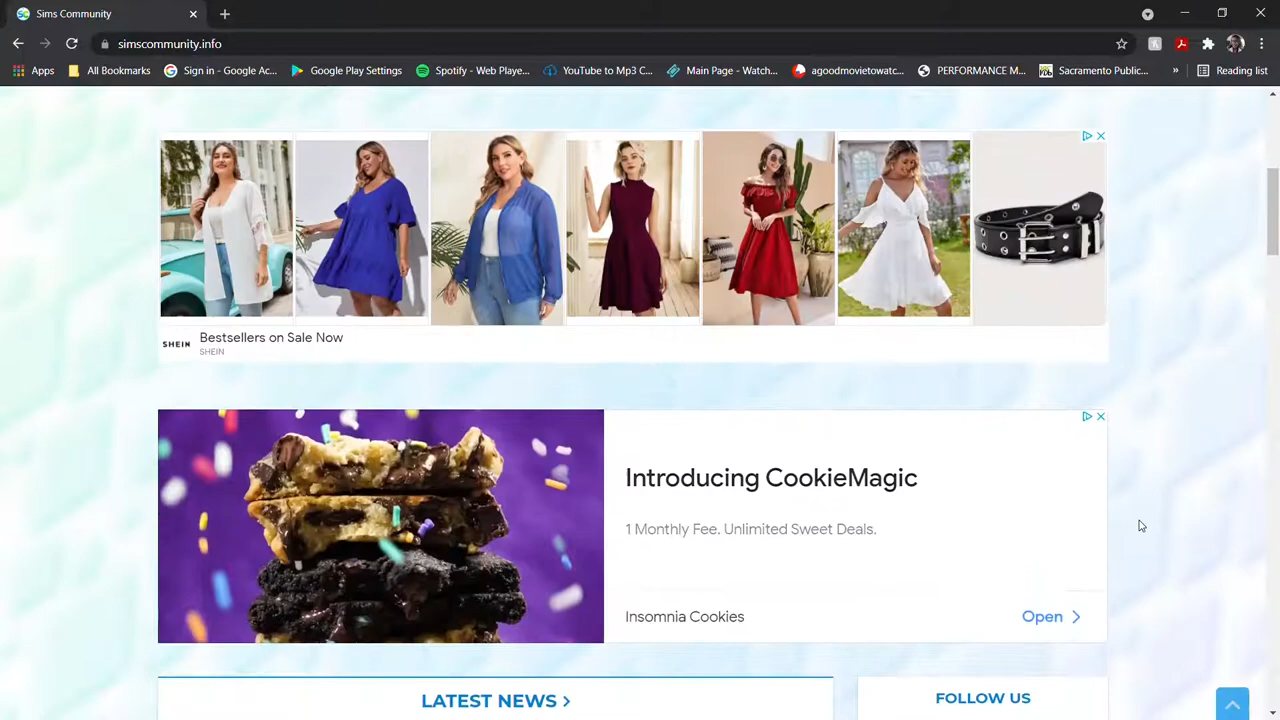 Sims Community
simscommunity.info
Apps
All Bookmarks
Sign in - Google Ac...
Google Play Settings
Spotify - Web Playe...
YouTube to Mp3 C...
Main Page - Watch...
agoodmovietowatc...
PERFORMANCE M...
Sacramento Public...
»
Reading list
SHEIN
Bestsellers on Sale Now
SHEIN
Introducing CookieMagic
1 Monthly Fee. Unlimited Sweet Deals.
Insomnia Cookies
Open >
LATEST NEWS >
FOLLOW US